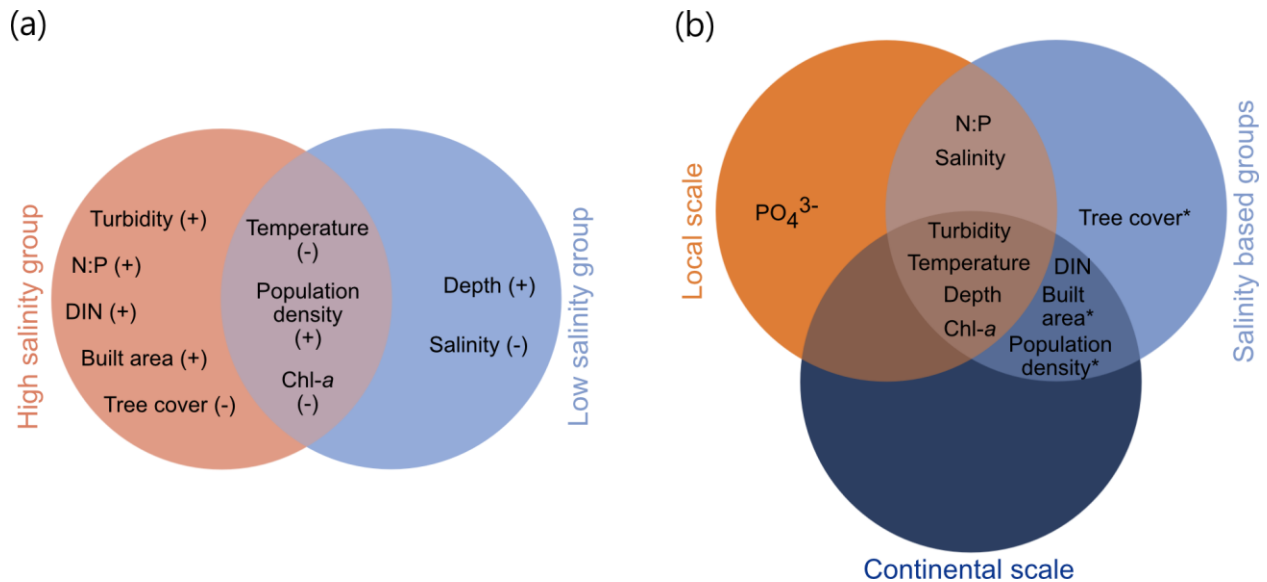 (a)
High salinity group
Turbidity (+)
N:P (+)
DIN (+)
Built area (+)
Tree cover (-)
Temperature
(-)
Population
density
(+)
Chl-a
(-)
Depth (+)
Salinity (-)
Low salinity group
(b)
Local scale
PO₄³⁻
N:P
Salinity
Turbidity
Temperature
Depth
Chl-a
DIN
Built
area*
Population
density*
Tree cover*
Salinity based groups
Continental scale